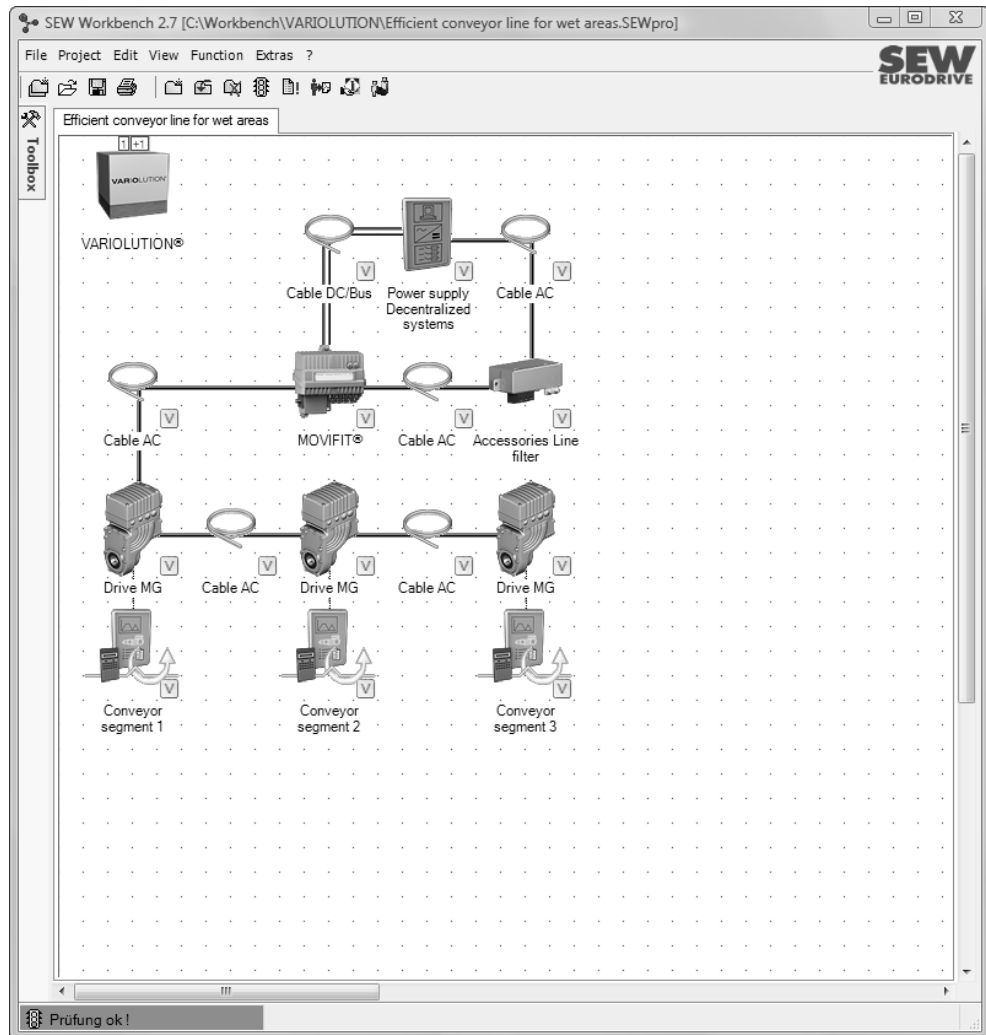 SEW Workbench 2.7 [C:\Workbench\VARIOLUTION\Efficient conveyor line for wet areas.SEWpro]
File Project Edit View Function Extras ?
SEW
EURODRIVE
Toolbox
Efficient conveyor line for wet areas
1 +1
VARIOLUTION
VARIOLUTION®
V V V
Cable DC/Bus Power supply Cable AC
Decentralized
systems
V V V V
Cable AC MOVIFIT® Cable AC Accessories Line
filter
V V V V V
Drive MG Cable AC Drive MG Cable AC Drive MG
V V V
Conveyor Conveyor Conveyor
segment 1 segment 2 segment 3
Prüfung ok !